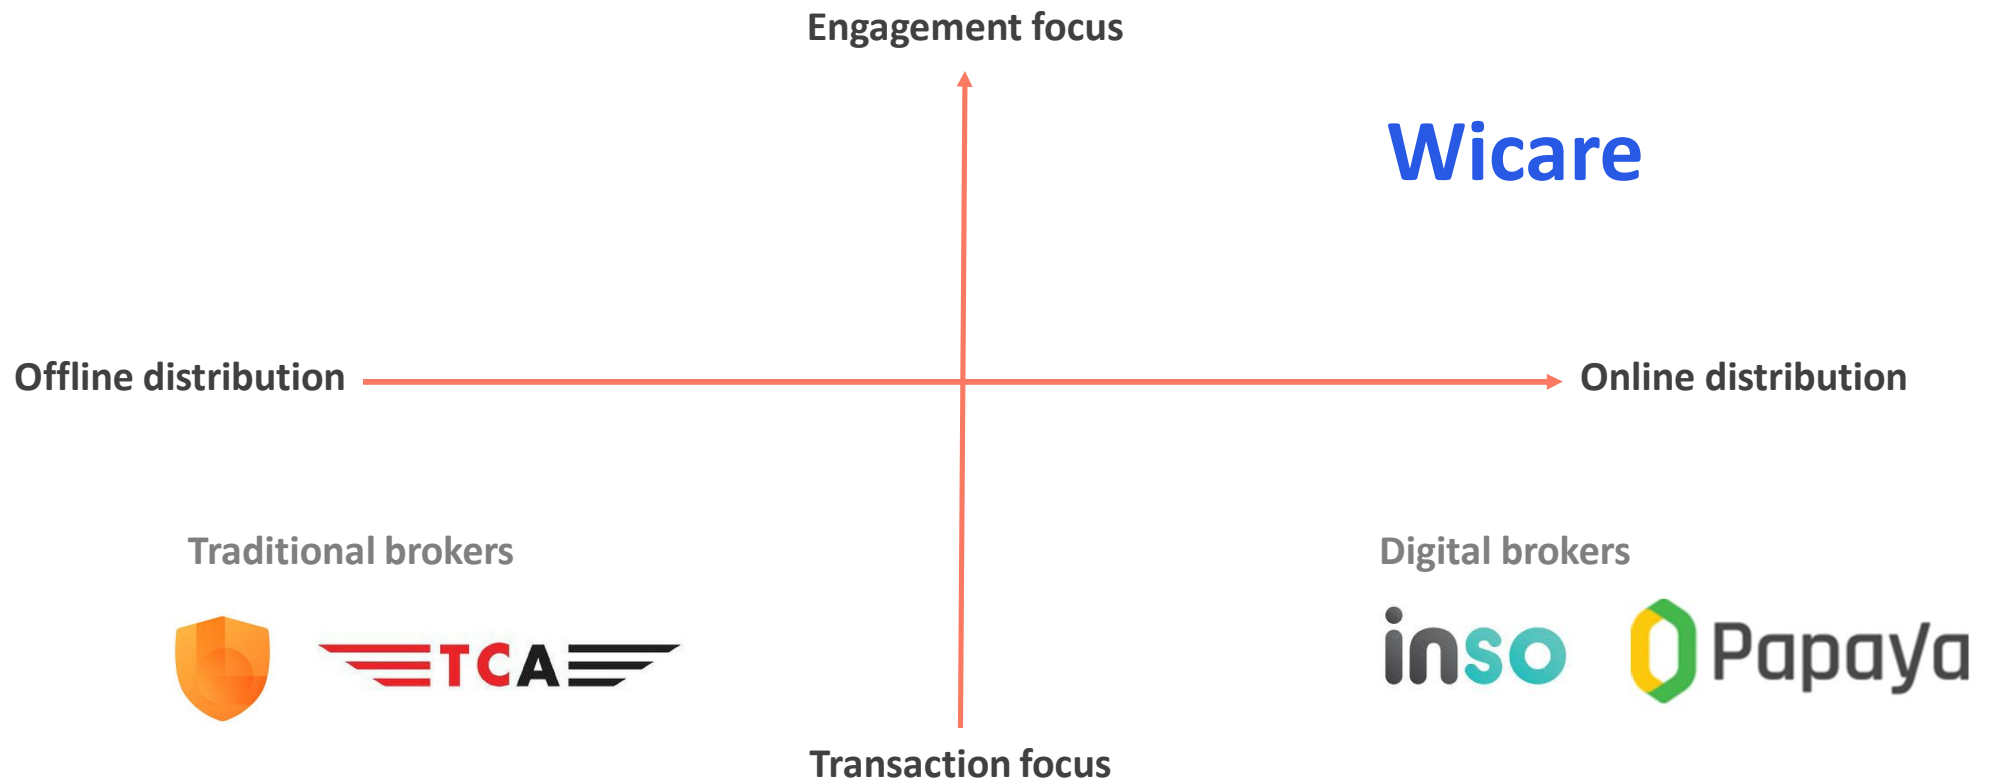 Engagement focus
Wicare
Offline distribution
Online distribution
Traditional brokers
Digital brokers
TCA
inso
Papaya
Transaction focus